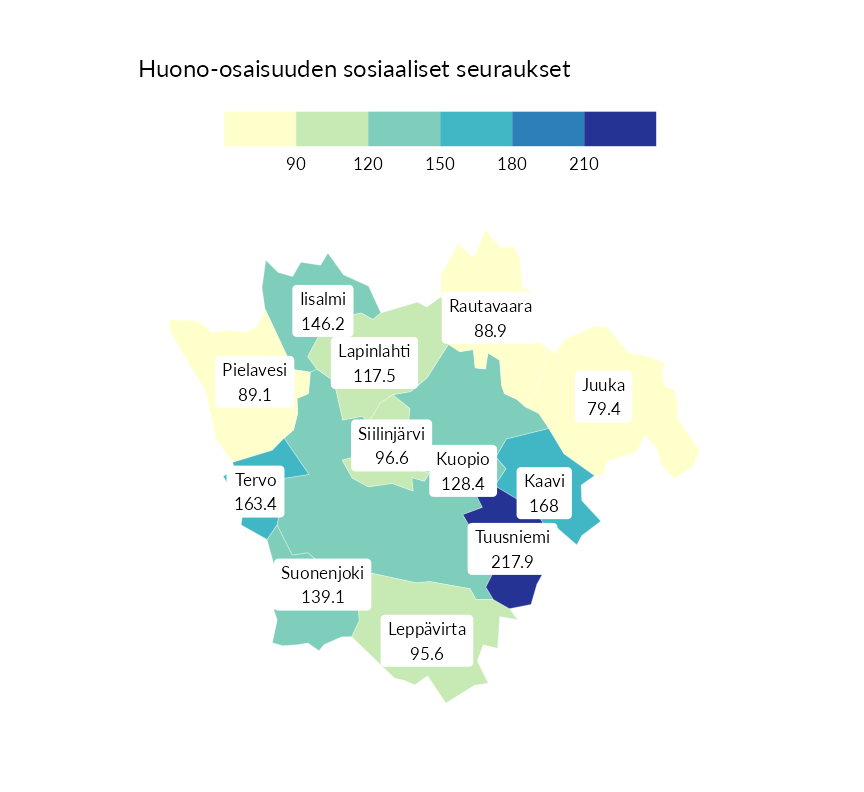 Huono-osaisuuden sosiaaliset seuraukset
90 120 150 180 210
Iisalmi
146.2
Rautavaara
88.9
Lapinlahti
117.5
Pielavesi
89.1
Juuka
79.4
Siilinjärvi
96.6
Kuopio
128.4
Tervo
163.4
Kaavi
168
Tuusniemi
217.9
Suonenjoki
139.1
Leppävirta
95.6